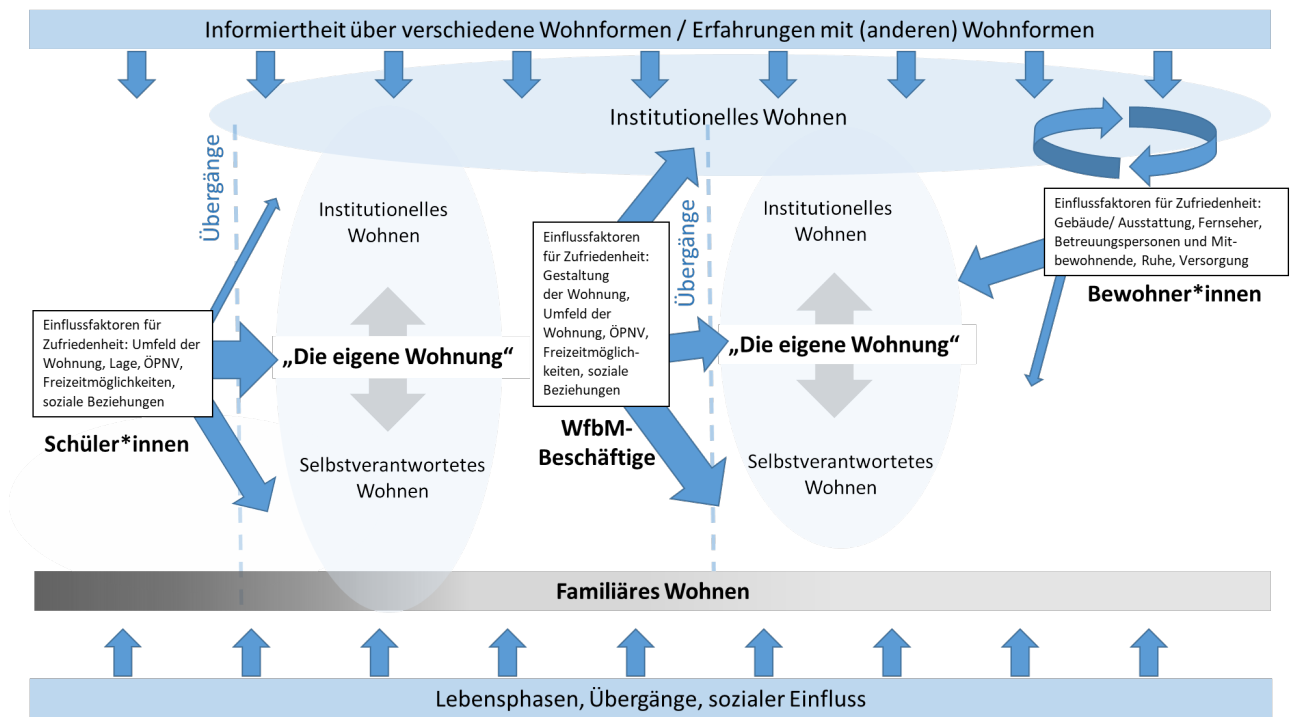 Informiertheit über verschiedene Wohnformen / Erfahrungen mit (anderen) Wohnformen
Institutionelles Wohnen
Übergänge
Institutionelles
Wohnen
Einflussfaktoren für
Zufriedenheit: Umfeld der
Wohnung, Lage, ÖPNV,
Freizeitmöglichkeiten,
soziale Beziehungen
Schüler*innen
„Die eigene Wohnung“
Selbstverantwortetes
Wohnen
Einflussfaktoren
für Zufriedenheit:
Gestaltung
der Wohnung,
Umfeld der
Wohnung, ÖPNV,
Freizeitmöglich-
keiten, soziale
Beziehungen
WfbM-
Beschäftige
Übergänge
Institutionelles
Wohnen
„Die eigene Wohnung“
Selbstverantwortetes
Wohnen
Einflussfaktoren für Zufriedenheit:
Gebäude/ Ausstattung, Fernseher,
Betreuungspersonen und Mit-
bewohnende, Ruhe, Versorgung
Bewohner*innen
Familiäres Wohnen
Lebensphasen, Übergänge, sozialer Einfluss